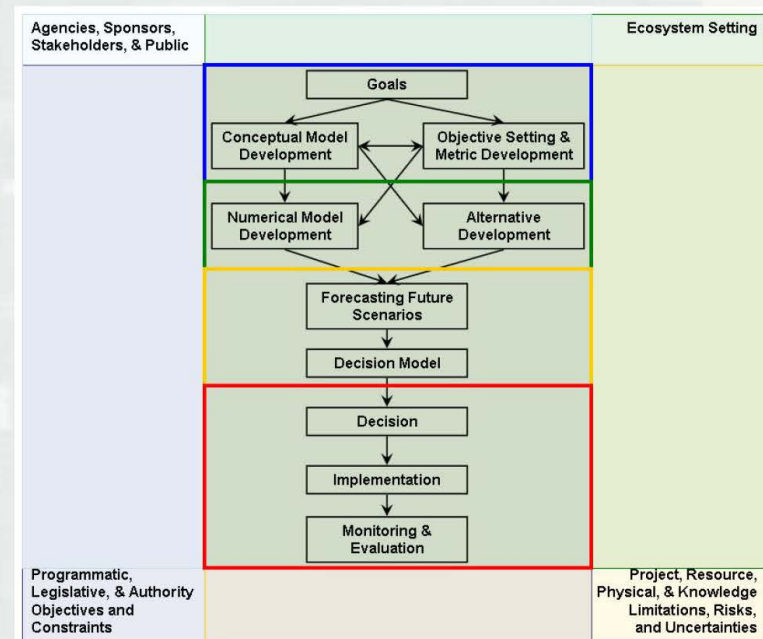 Agencies, Sponsors,
Stakeholders, & Public
Ecosystem Setting
Goals
Conceptual Model
Development
Objective Setting &
Metric Development
Numerical Model
Development
Alternative
Development
Forecasting Future
Scenarios
Decision Model
Decision
Implementation
Monitoring &
Evaluation
Programmatic,
Legislative, & Authority
Objectives and
Constraints
Project, Resource,
Physical, & Knowledge
Limitations, Risks,
and Uncertainties